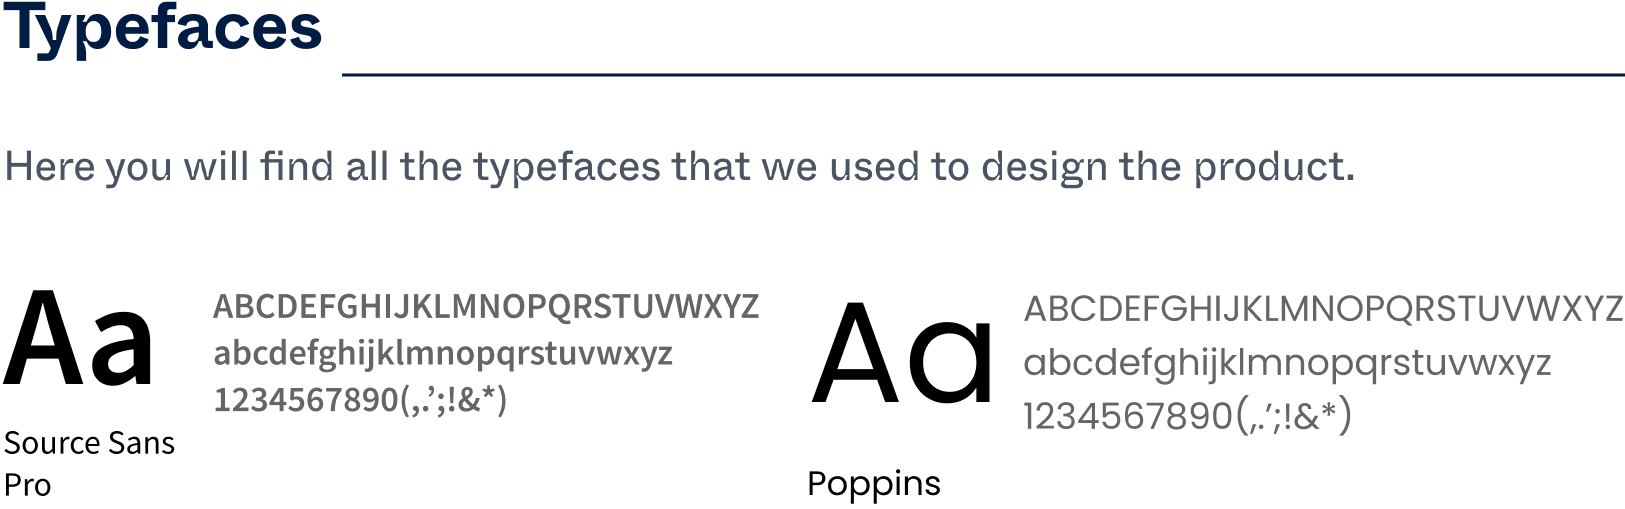 Typefaces
Here you will find all the typefaces that we used to design the product.
Aa
ABCDEFGHIJKLMNOPQRSTUVWXYZ
abcdefghijklmnopqrstuvwxyz
1234567890(,.’;!&*)
Source Sans
Pro
Aa
ABCDEFGHIJKLMNOPQRSTUVWXYZ
abcdefghijklmnopqrstuvwxyz
1234567890(,.’;!&*)
Poppins